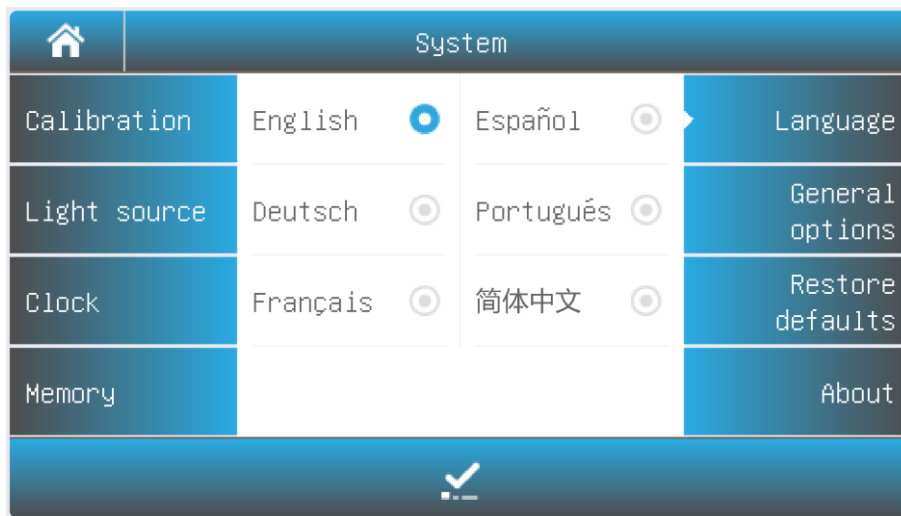 System
Calibration
English
Español
Language
Light source
Deutsch
Portugués
General
options
Clock
Français
简体中文
Restore
defaults
Memory
About